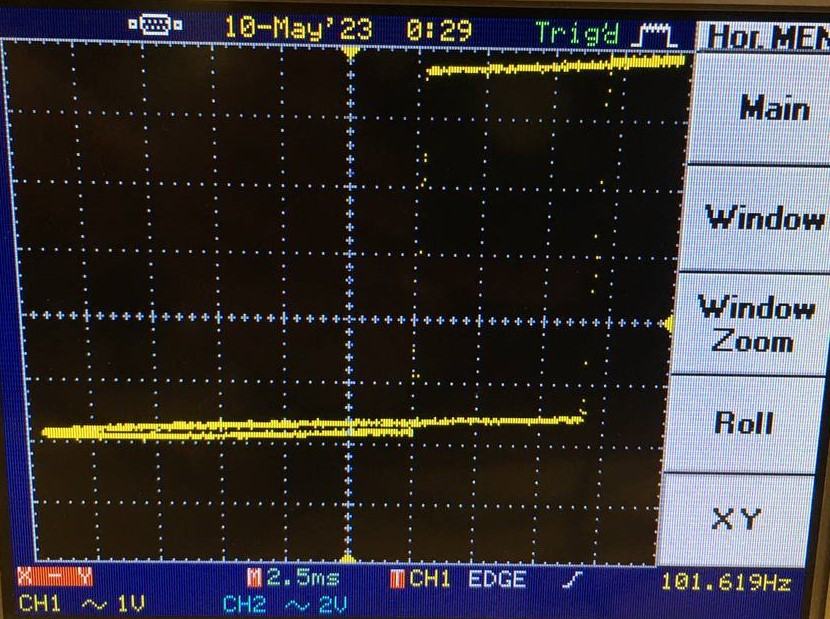 10-May'23 0:29 Trig'd
Hor. MEN
Main
Window
Window
Zoom
Roll
XY
X-Y M 2.5ms T CH1 EDGE 101.619Hz
CH1 ~ 1V CH2 ~ 2V